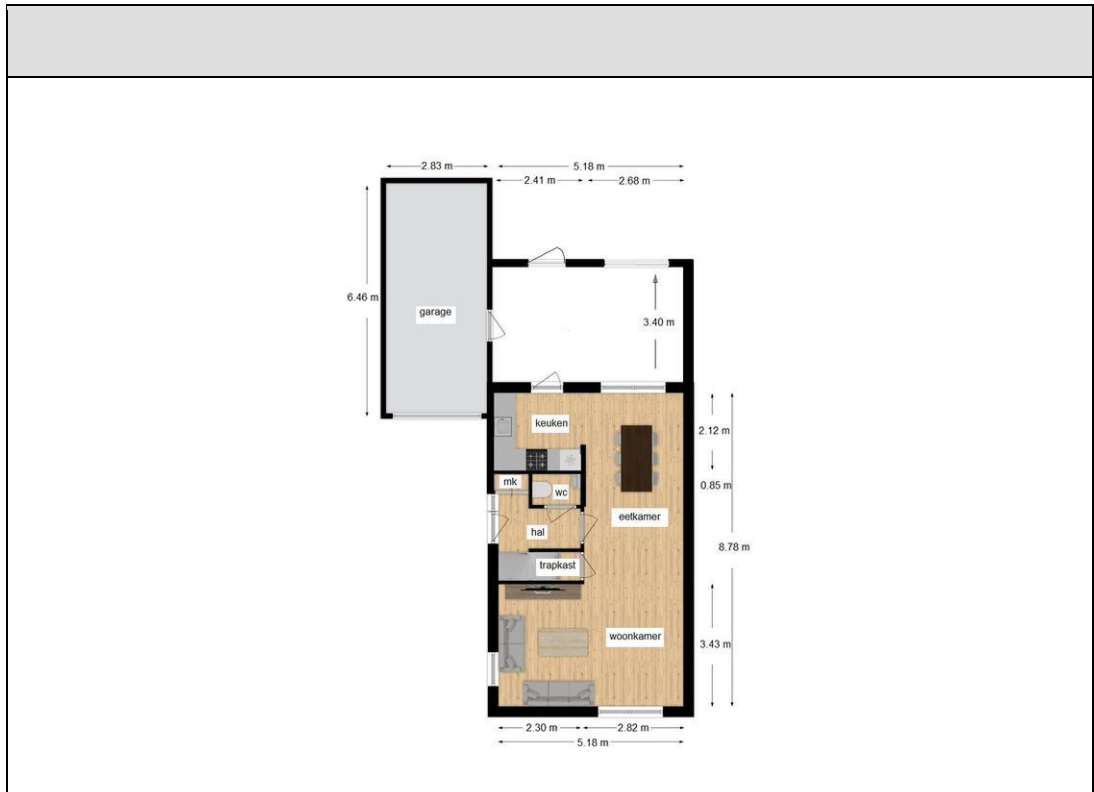 2.83 m
5.18 m
2.41 m
2.68 m
6.46 m
garage
3.40 m
keuken
2.12 m
mk
wc
0.85 m
eetkamer
hal
8.78 m
trapkast
woonkamer
3.43 m
2.30 m
2.82 m
5.18 m